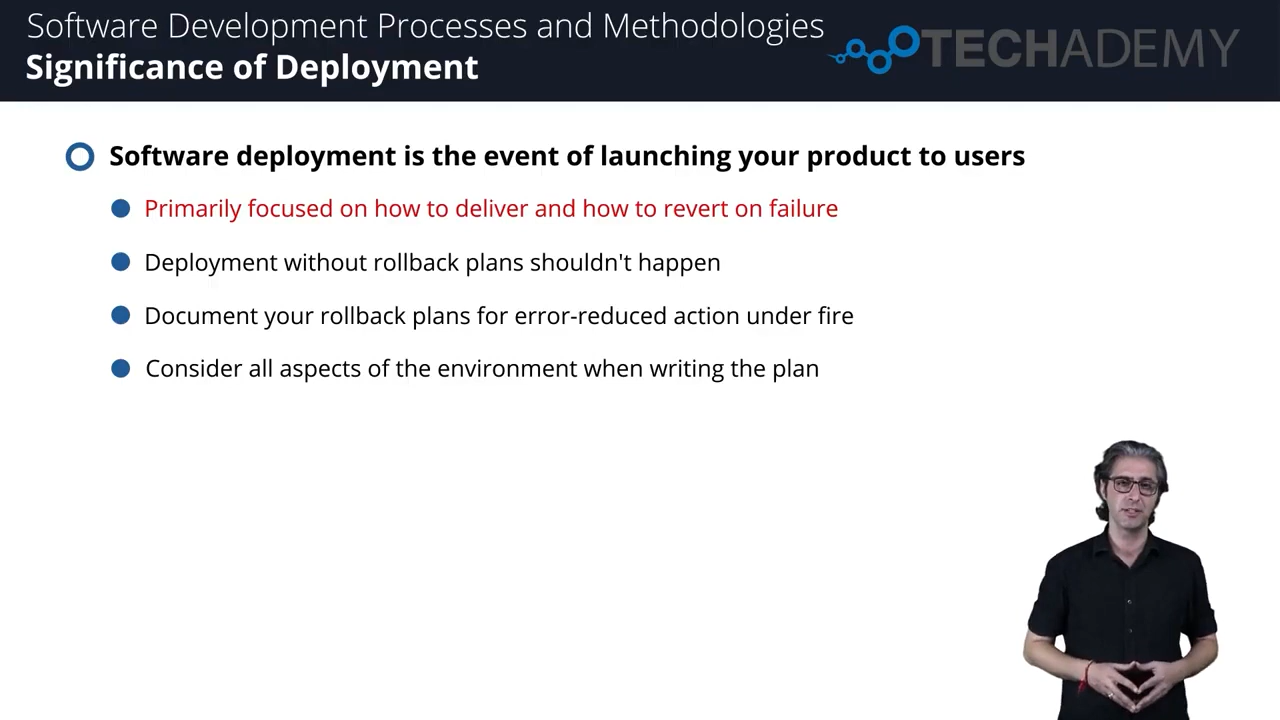 Software Development Processes and Methodologies
Significance of Deployment
TECHADEMY
Software deployment is the event of launching your product to users
Primarily focused on how to deliver and how to revert on failure
Deployment without rollback plans shouldn't happen
Document your rollback plans for error-reduced action under fire
Consider all aspects of the environment when writing the plan